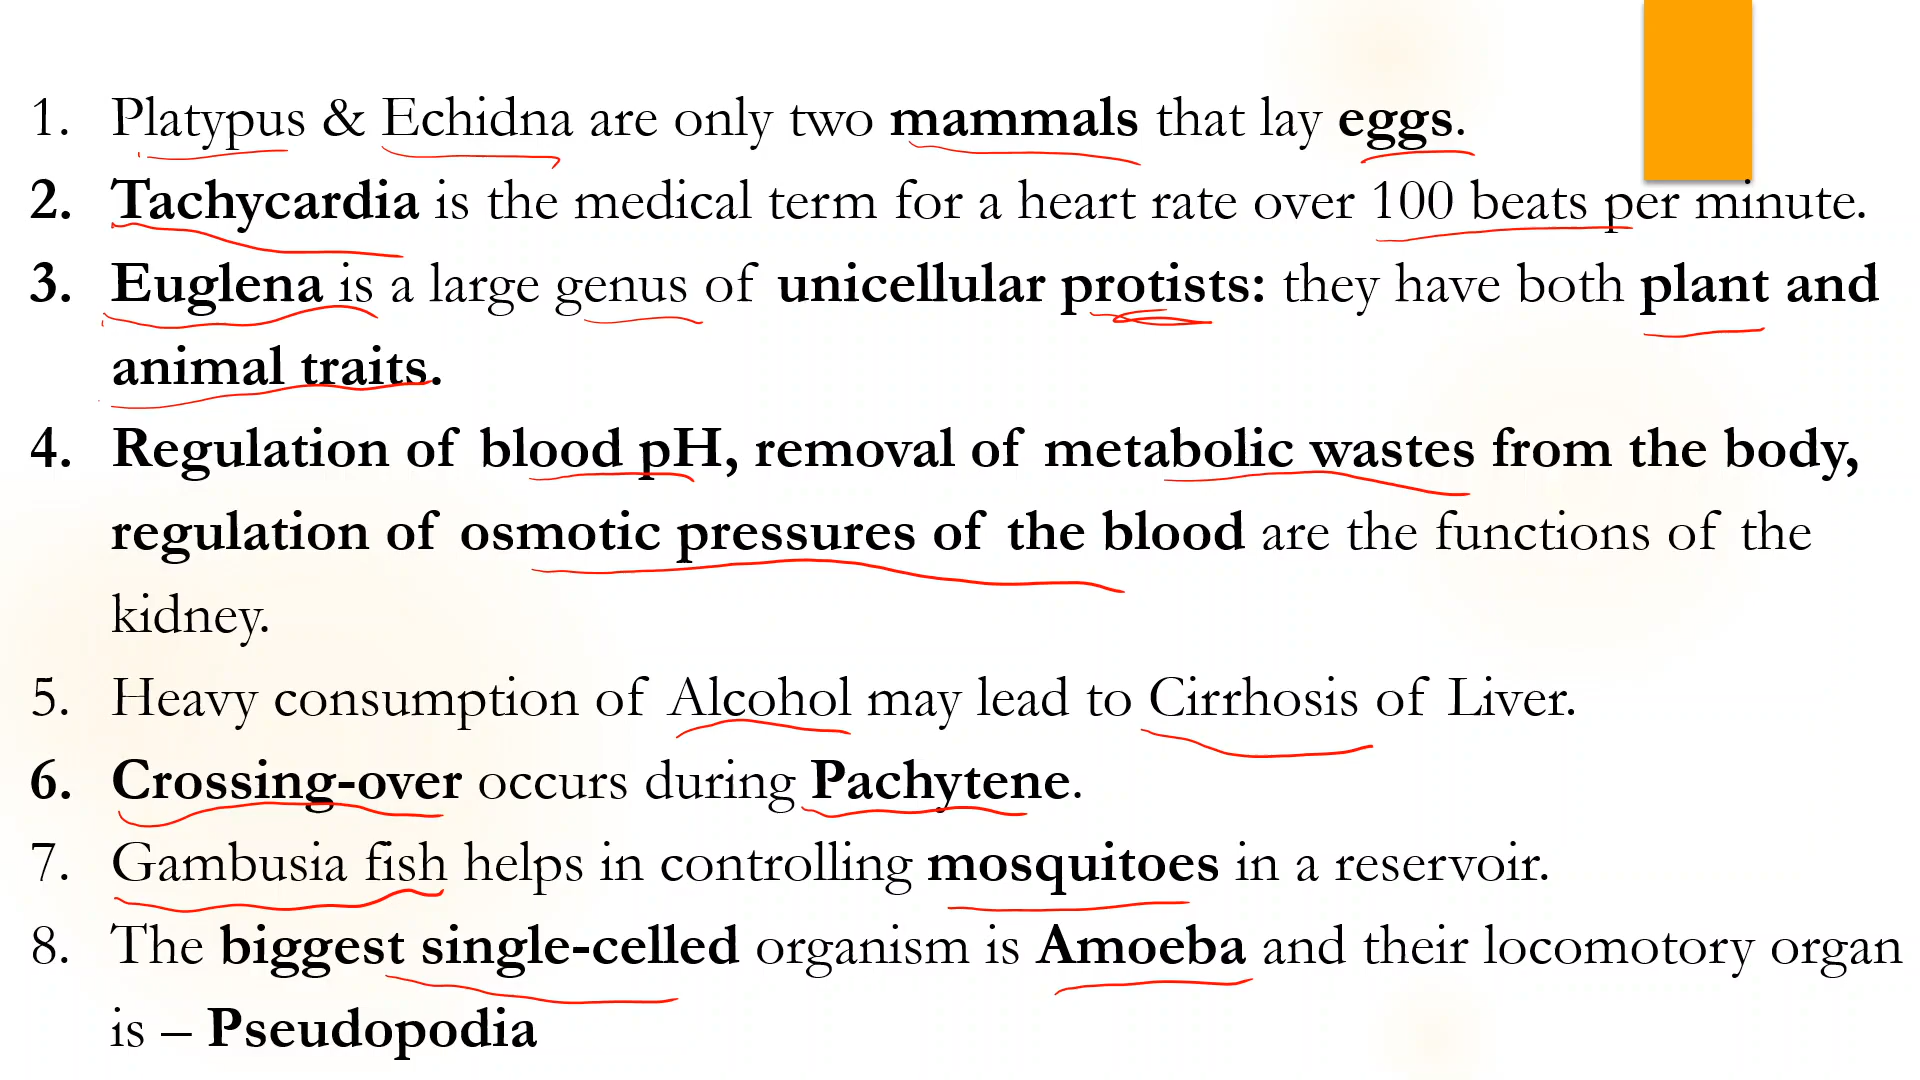 1. Platypus & Echidna are only two mammals that lay eggs.
2. Tachycardia is the medical term for a heart rate over 100 beats per minute.
3. Euglena is a large genus of unicellular protists: they have both plant and
animal traits.
4. Regulation of blood pH, removal of metabolic wastes from the body,
regulation of osmotic pressures of the blood are the functions of the
kidney.
5. Heavy consumption of Alcohol may lead to Cirrhosis of Liver.
6. Crossing-over occurs during Pachytene.
7. Gambusia fish helps in controlling mosquitoes in a reservoir.
8. The biggest single-celled organism is Amoeba and their locomotory organ
is – Pseudopodia